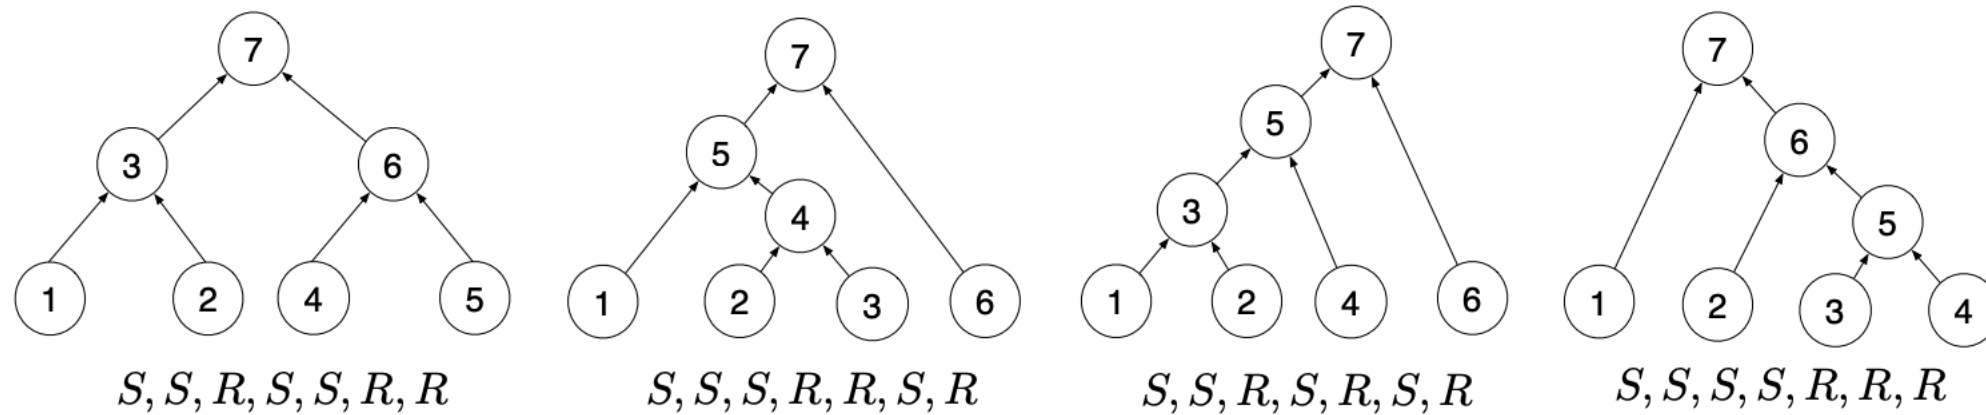 7
3 6
1 2 4 5
S, S, R, S, S, R, R
7
5
4
1 2 3 6
S, S, S, R, R, S, R
7
5
3
1 2 4 6
S, S, R, S, R, S, R
7
6
5
1 2 3 4
S, S, S, S, R, R, R